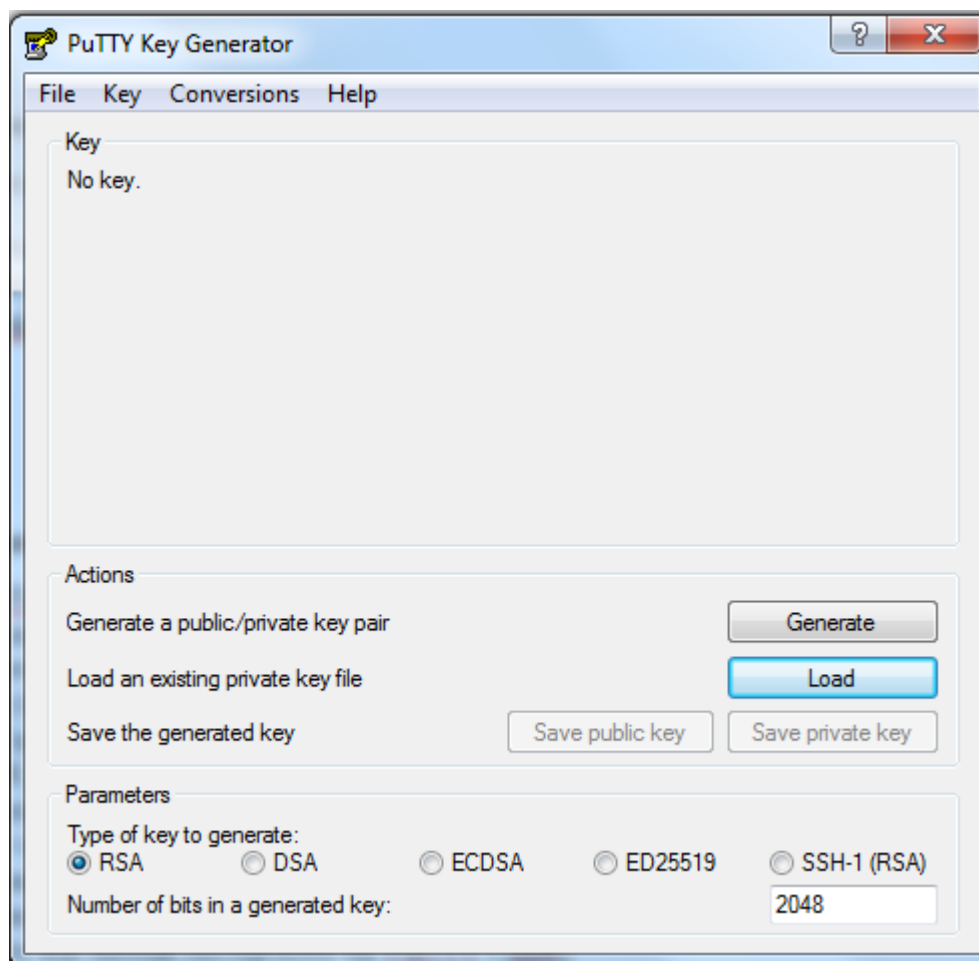 PuTTY Key Generator
File Key Conversions Help
Key
No key.
Actions
Generate a public/private key pair Generate
Load an existing private key file Load
Save the generated key Save public key Save private key
Parameters
Type of key to generate:
RSA DSA ECDSA ED25519 SSH-1 (RSA)
Number of bits in a generated key: 2048